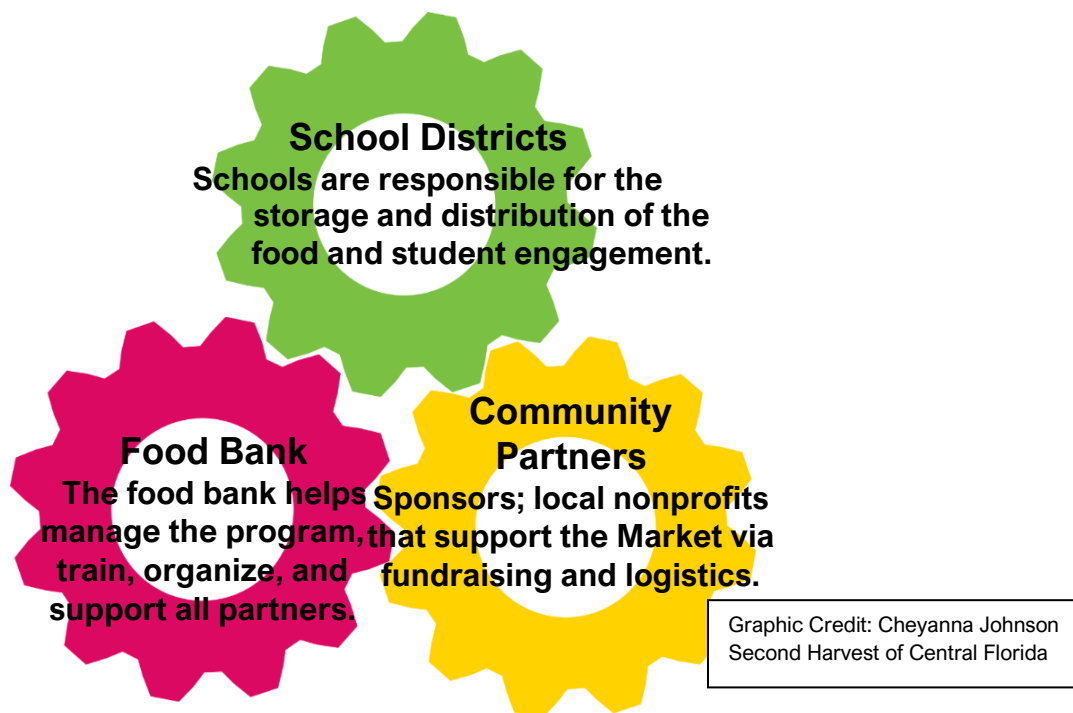 School Districts
Schools are responsible for the
storage and distribution of the
food and student engagement.
Food Bank
The food bank helps
manage the program,
train, organize, and
support all partners.
Community
Partners
Sponsors; local nonprofits
that support the Market via
fundraising and logistics.
Graphic Credit: Cheyanna Johnson
Second Harvest of Central Florida